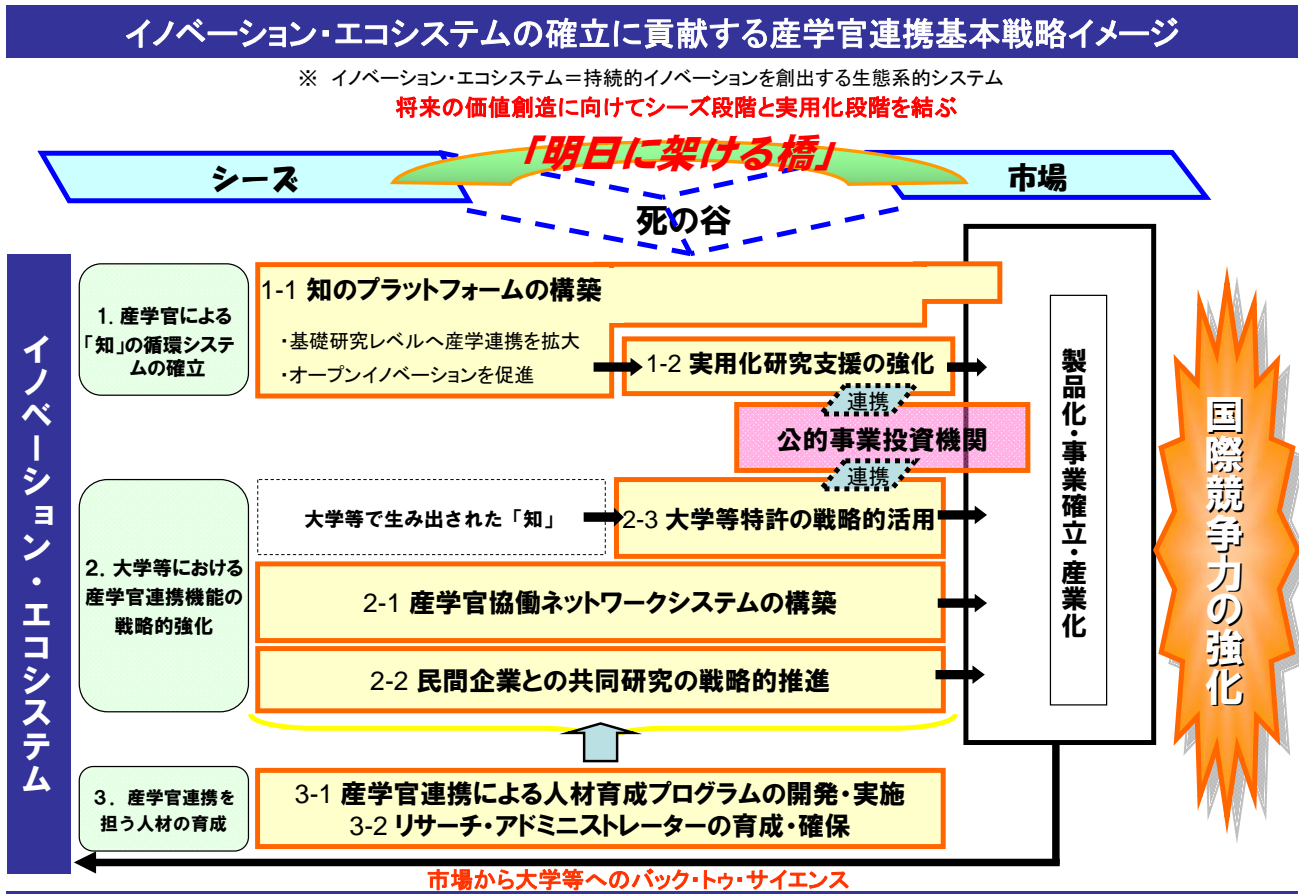 イノベーション・エコシステムの確立に貢献する産学官連携基本戦略イメージ
※ イノベーション・エコシステム＝持続的イノベーションを創出する生態系的システム
将来の価値創造に向けてシーズ段階と実用化段階を結ぶ
「明日に架ける橋」
シーズ
市場
死の谷
イノベーション・エコシステム
1. 産学官による
「知」の循環システ
ムの確立
1-1 知のプラットフォームの構築
・基礎研究レベルへ産学連携を拡大
・オープンイノベーションを促進
1-2 実用化研究支援の強化
連携
公的事業投資機関
連携
2. 大学等における
産学官連携機能の
戦略的強化
大学等で生み出された「知」
2-3 大学等特許の戦略的活用
2-1 産学官協働ネットワークシステムの構築
2-2 民間企業との共同研究の戦略的推進
3. 産学官連携を
担う人材の育成
3-1 産学官連携による人材育成プログラムの開発・実施
3-2 リサーチ・アドミニストレーターの育成・確保
製品化・事業確立・産業化
国際競争力の強化
市場から大学等へのバック・トゥ・サイエンス